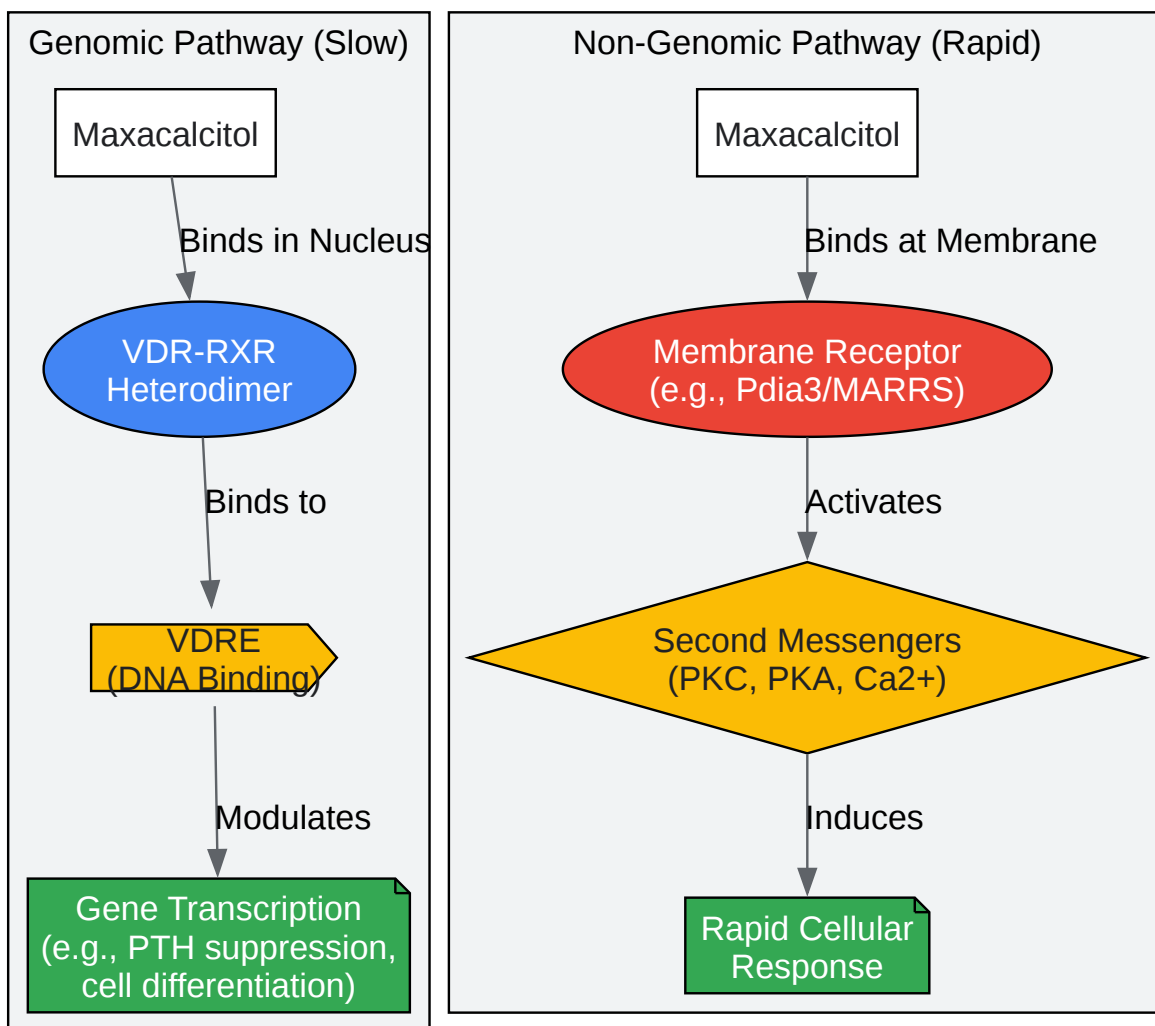 Genomic Pathway (Slow)
Maxacalcitol
Binds in Nucleus
VDR-RXR
Heterodimer
Binds to
VDRE
(DNA Binding)
Modulates
Gene Transcription
(e.g., PTH suppression,
cell differentiation)
Non-Genomic Pathway (Rapid)
Maxacalcitol
Binds at Membrane
Membrane Receptor
(e.g., Pdia3/MARRS)
Activates
Second Messengers
(PKC, PKA, Ca2+)
Induces
Rapid Cellular
Response